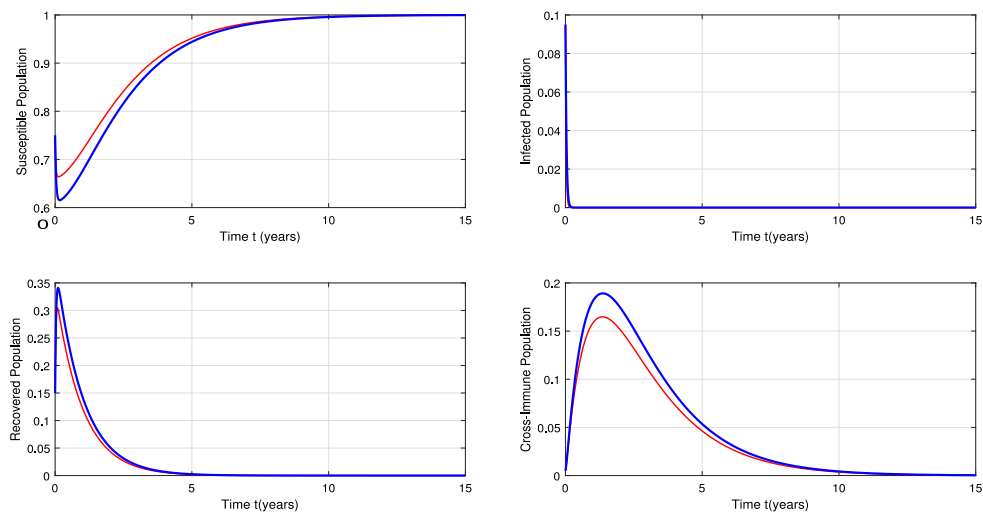 1
0.9
0.8
0.7
0.6
Susceptible Population
0 5 10 15
O
Time t (years)
0.1
0.08
0.06
0.04
0.02
0
Infected Population
0 5 10 15
Time t(years)
0.35
0.3
0.25
0.2
0.15
0.1
0.05
0
Recovered Population
0 5 10 15
Time t(years)
0.2
0.15
0.1
0.05
0
Cross-Immune Population
0 5 10 15
Time t(years)